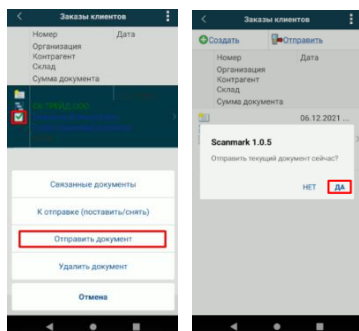 Заказы клиентов
Номер Дата
Организация
Контрагент
Склад
Сумма документа
Связанные документы
К отправке (поставить/снять)
Отправить документ
Удалить документ
Отмена
Заказы клиентов
Создать Отправить
Номер Дата
Организация
Контрагент
Склад
Сумма документа
06.12.2021 ...
Scanmark 1.0.5
Отправить текущий документ сейчас?
НЕТ ДА